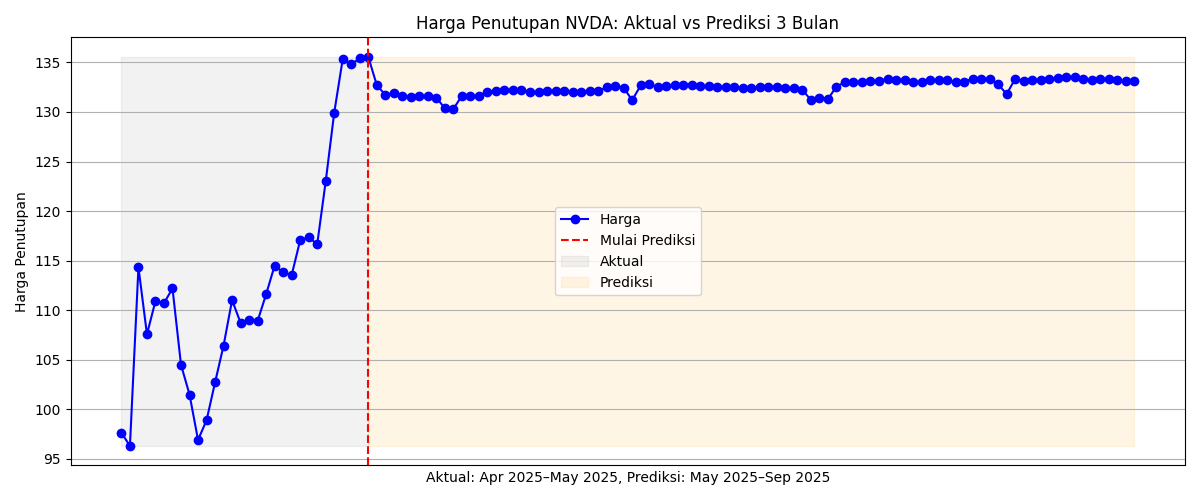 Harga Penutupan NVDA: Aktual vs Prediksi 3 Bulan
Harga Penutupan
135
130
125
120
115
110
105
100
95
Harga
Mulai Prediksi
Aktual
Prediksi
Aktual: Apr 2025–May 2025, Prediksi: May 2025–Sep 2025